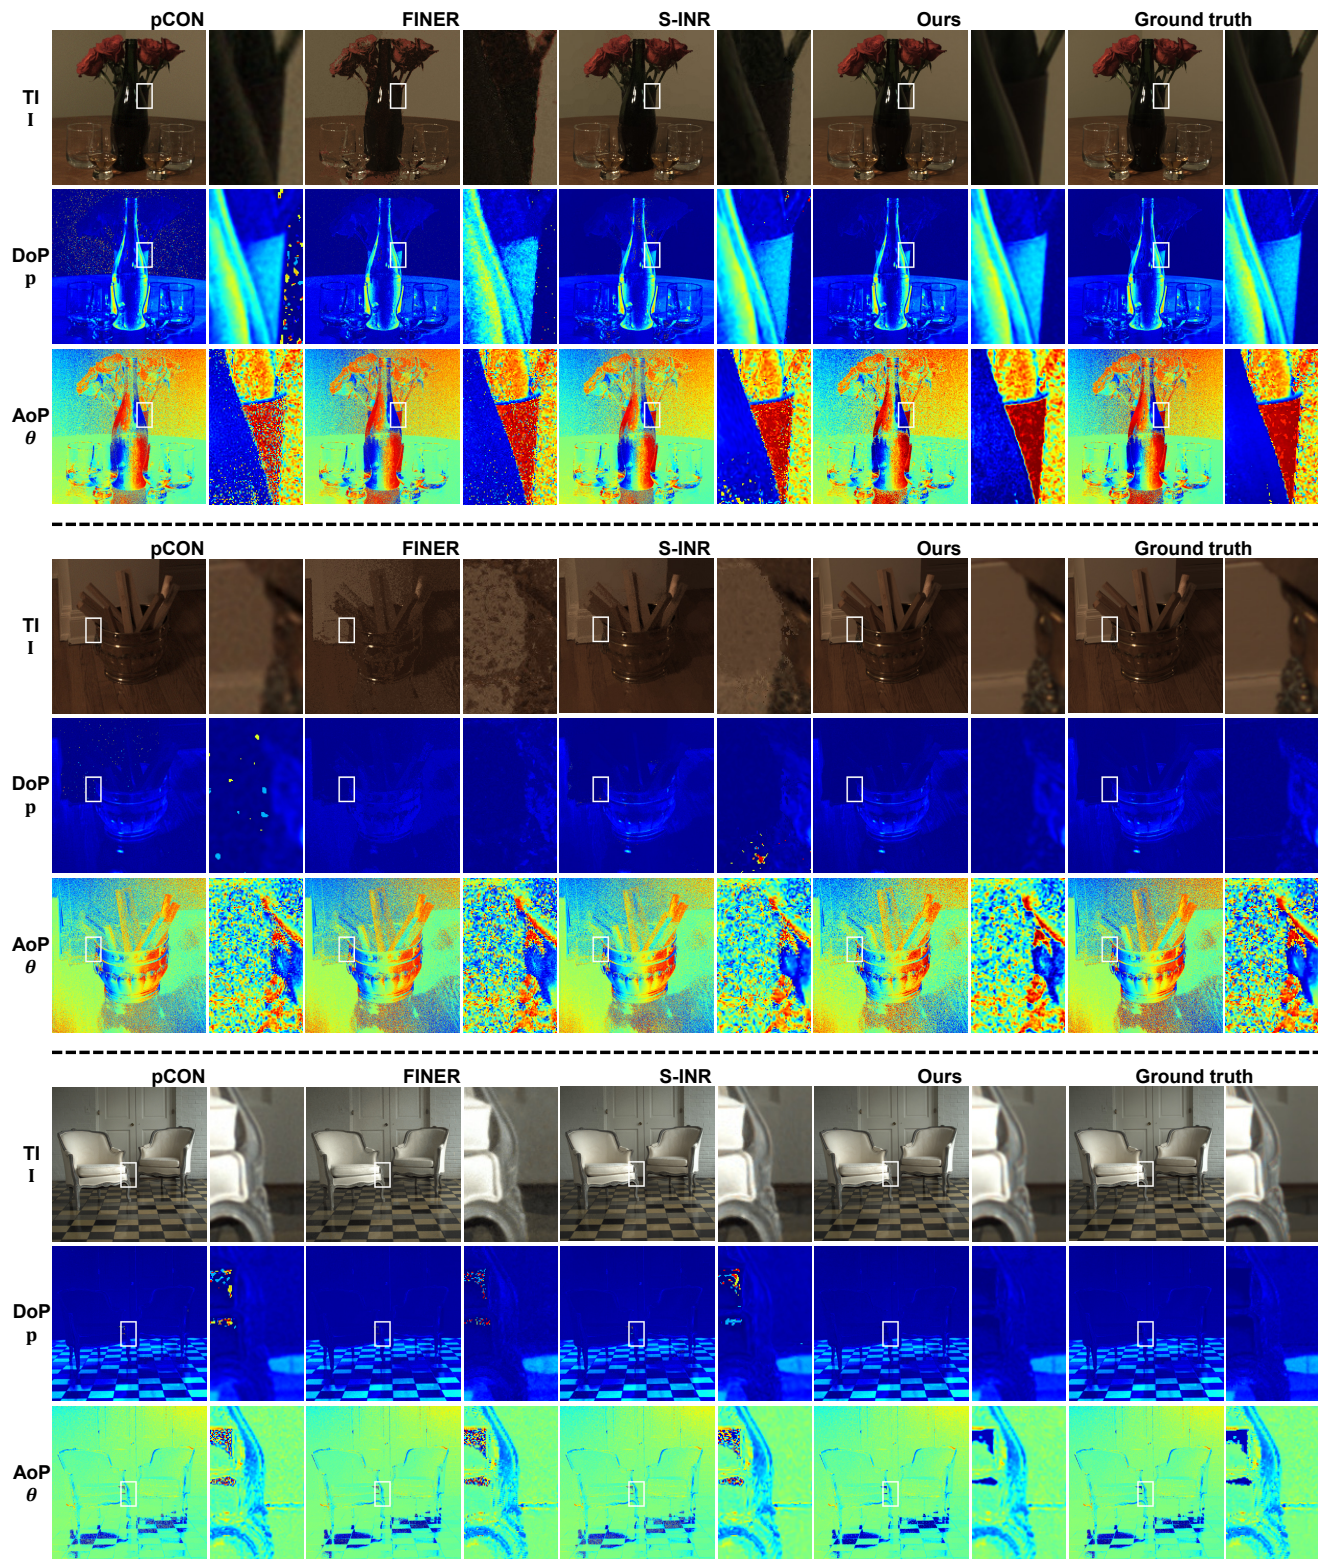 pCON FINER S-INR Ours Ground truth
TI
I
DoP
p
AoP
θ
pCON FINER S-INR Ours Ground truth
TI
I
DoP
p
AoP
θ
pCON FINER S-INR Ours Ground truth
TI
I
DoP
p
AoP
θ